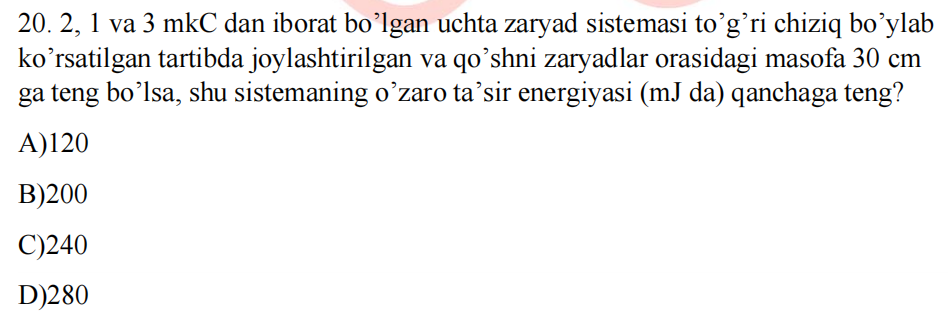 20. 2, 1 va 3 mkC dan iborat bo’lgan uchta zaryad sistemasi to’g’ri chiziq bo’ylab
ko’rsatilgan tartibda joylashtirilgan va qo’shni zaryadlar orasidagi masofa 30 cm
ga teng bo’lsa, shu sistemaning o’zaro ta’sir energiyasi (mJ da) qanchaga teng?
A)120
B)200
C)240
D)280